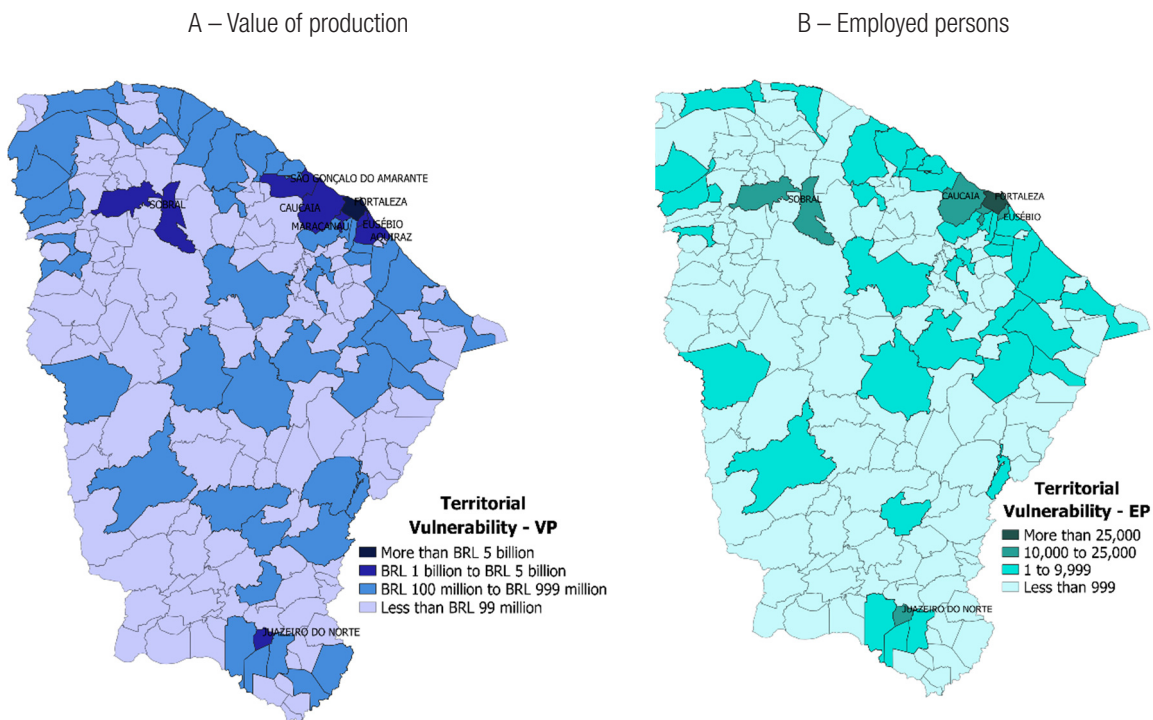 A – Value of production
B – Employed persons
SÃO GONÇALO DO AMARANTE
FORTALEZA
CAUCAIA
SOBRAL
MARACANAÚ
EUSÉBIO
AQUIRAZ
JUAZEIRO DO NORTE
Territorial
Vulnerability - VP
More than BRL 5 billion
BRL 1 billion to BRL 5 billion
BRL 100 million to BRL 999 million
Less than BRL 99 million
CAUCAIA
FORTALEZA
SOBRAL
EUSÉBIO
JUAZEIRO DO NORTE
Territorial
Vulnerability - EP
More than 25,000
10,000 to 25,000
1 to 9,999
Less than 999